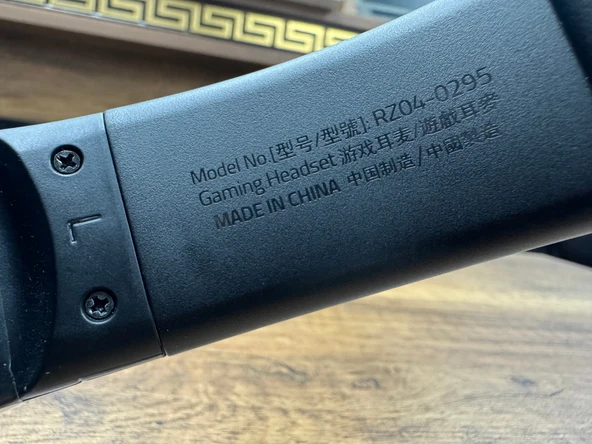 Model No.[型号/型號]: RZ04-0295
Gaming Headset 游戏耳麦/遊戲耳麥
MADE IN CHINA 中国制造/中國製造
L